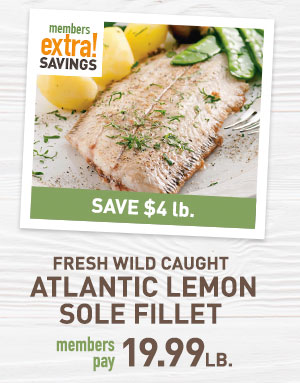 members
extra!
SAVINGS
SAVE $4 lb.
FRESH WILD CAUGHT
ATLANTIC LEMON
SOLE FILLET
members
pay 19.99LB.